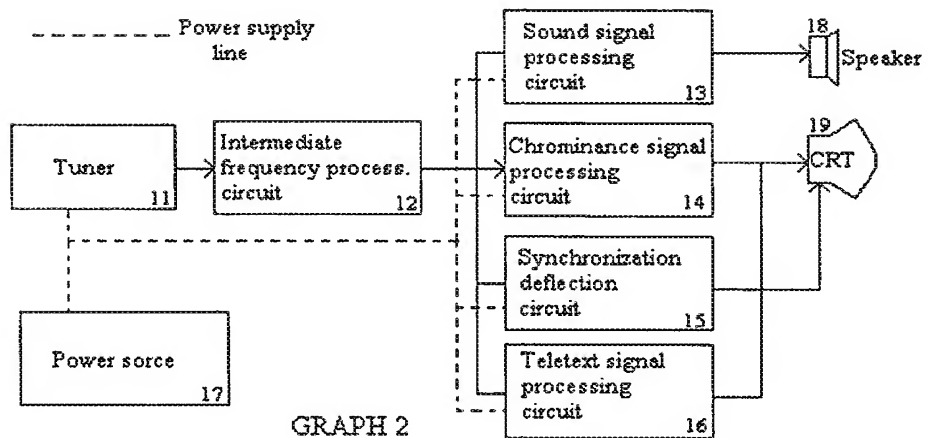 Power supply
line
Sound signal
processing
circuit
13
18
Speaker
Tuner
11
Intermediate
frequency process.
circuit
12
Chrominance signal
processing
circuit
14
19
CRT
Synchronization
deflection
circuit
15
Power sorce
17
Teletext signal
processing
circuit
16
GRAPH 2